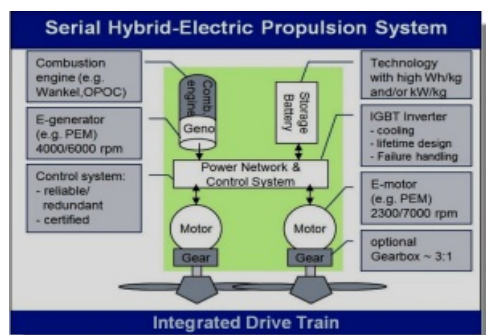 Serial Hybrid-Electric Propulsion System
Combustion
engine (e.g.
Wankel,OPOC)
E-generator
(e.g. PEM)
4000/6000 rpm
Control system:
- reliable/
redundant
- certified
Comb.
engine
Geno
Storage
Battery
Power Network &
Control System
Motor
Gear
Motor
Gear
Technology
with high Wh/kg
and/or kW/kg
IGBT Inverter
- cooling
- lifetime design
- Failure handling
E-motor
(e.g. PEM)
2300/7000 rpm
optional
Gearbox ~ 3:1
Integrated Drive Train